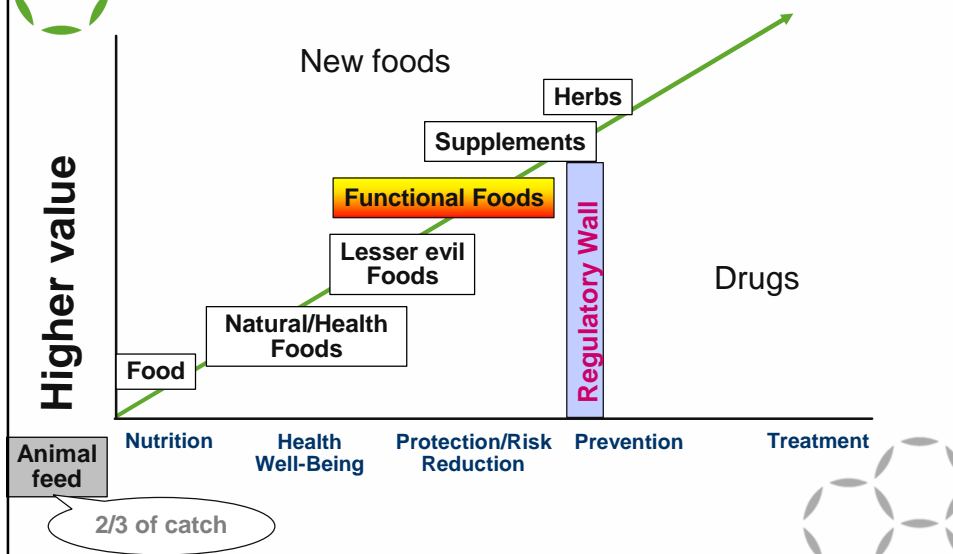 New foods
Herbs
Supplements
Functional Foods
Lesser evil
Foods
Natural/Health
Foods
Food
Higher value
Regulatory Wall
Drugs
Nutrition
Health
Well-Being
Protection/Risk
Reduction
Prevention
Treatment
Animal
feed
2/3 of catch